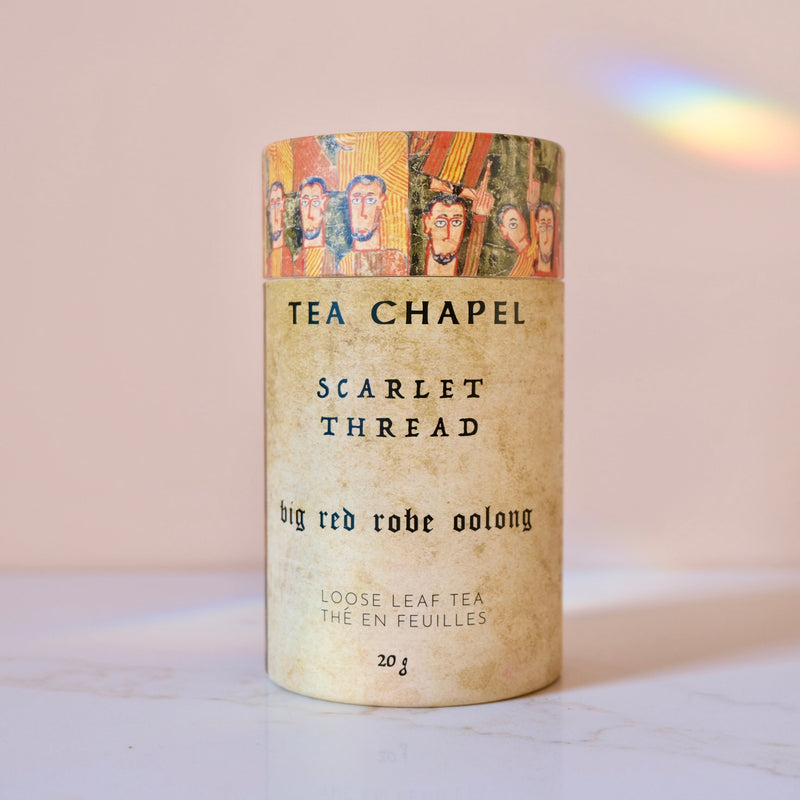 TEA CHAPEL
SCARLET
THREAD
big red robe oolong
LOOSE LEAF TEA
THÉ EN FEUILLES
20 g